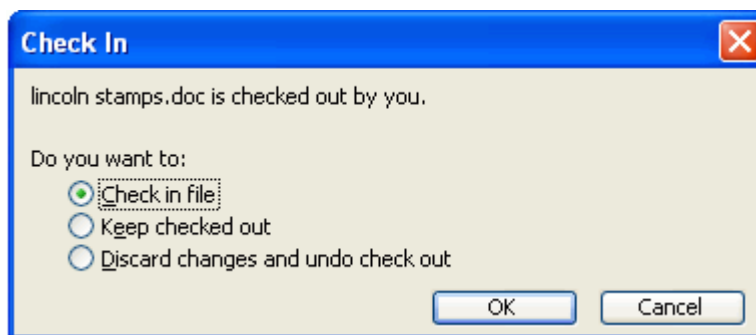 Check In
lincoln stamps.doc is checked out by you.
Do you want to:
Check in file
Keep checked out
Discard changes and undo check out
OK Cancel